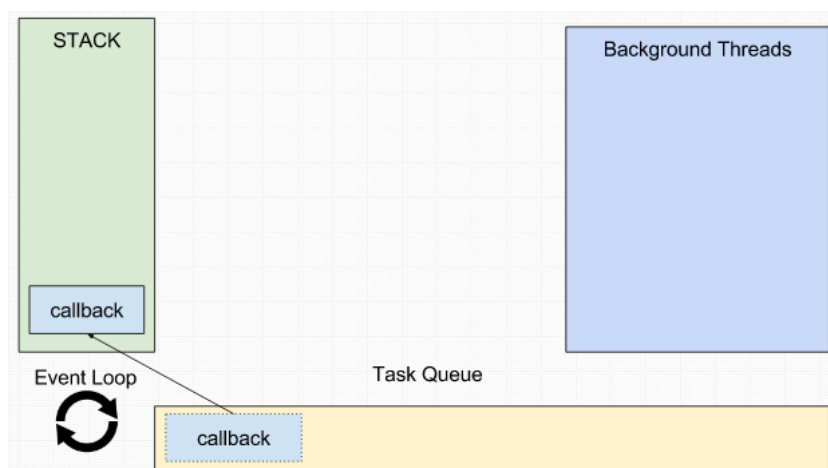 STACK
Background Threads
callback
Event Loop
Task Queue
callback